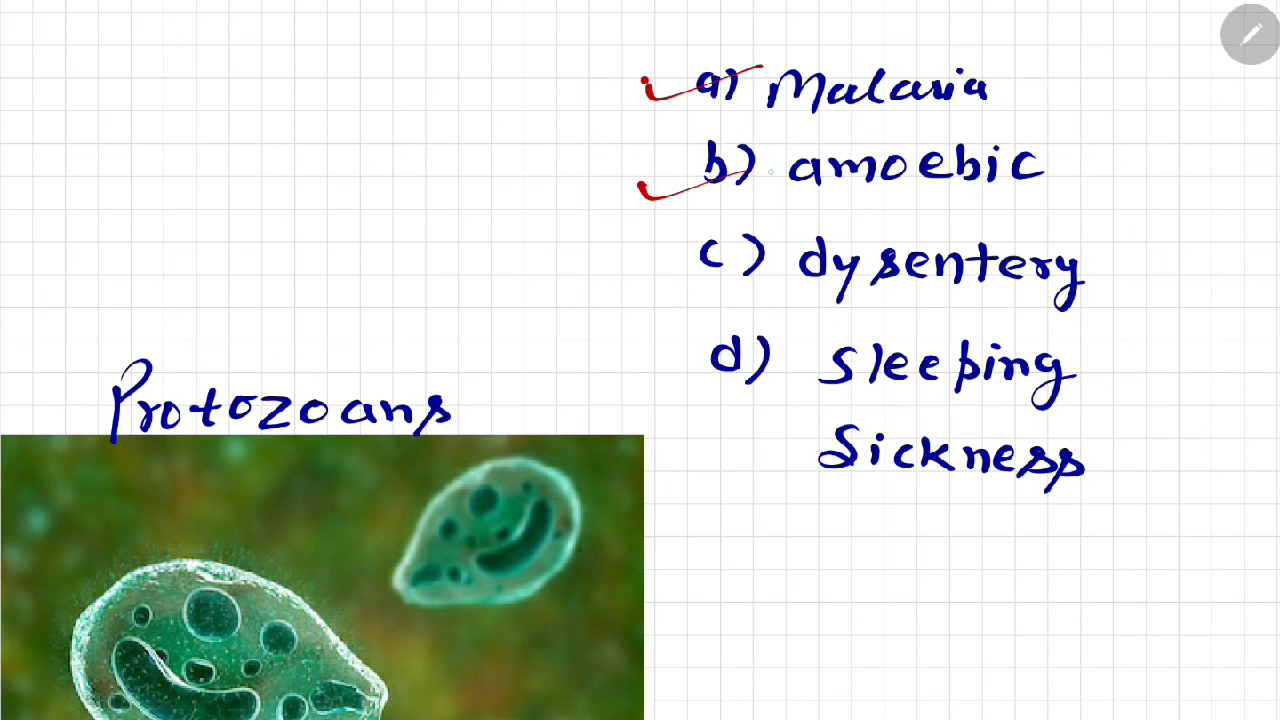 a) Malaria
b) amoebic
c) dysentery
d) sleeping
Sickness
Protozoans